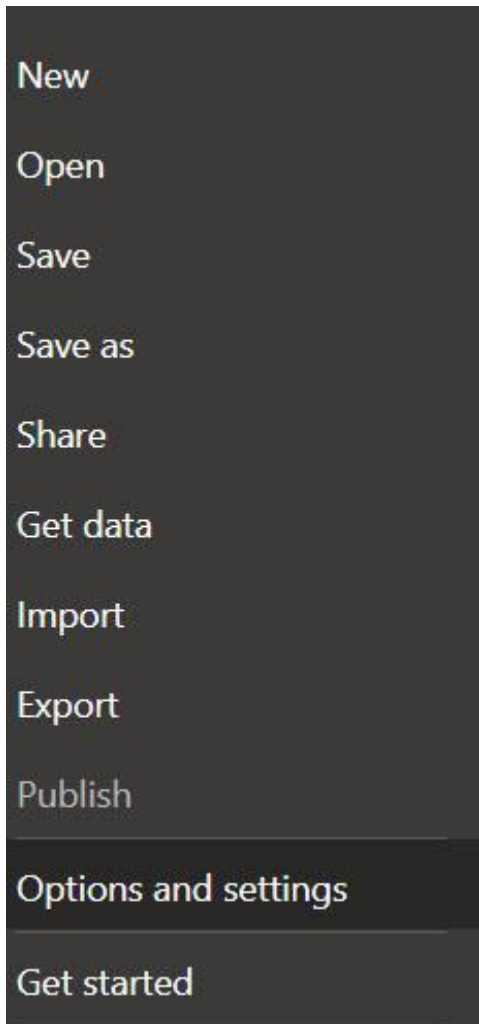 New
Open
Save
Save as
Share
Get data
Import
Export
Publish
Options and settings
Get started